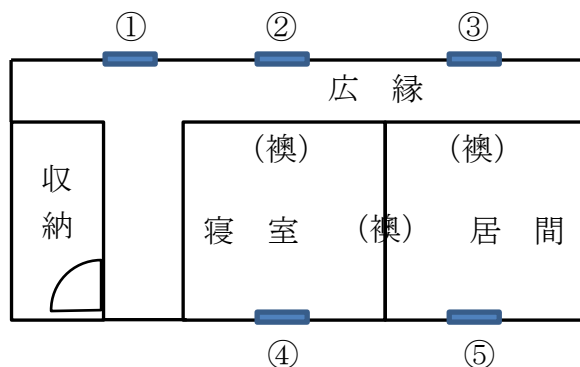 ① ② ③
広 縁
(襖) (襖)
収
納
寝 室 (襖) 居 間
④ ⑤